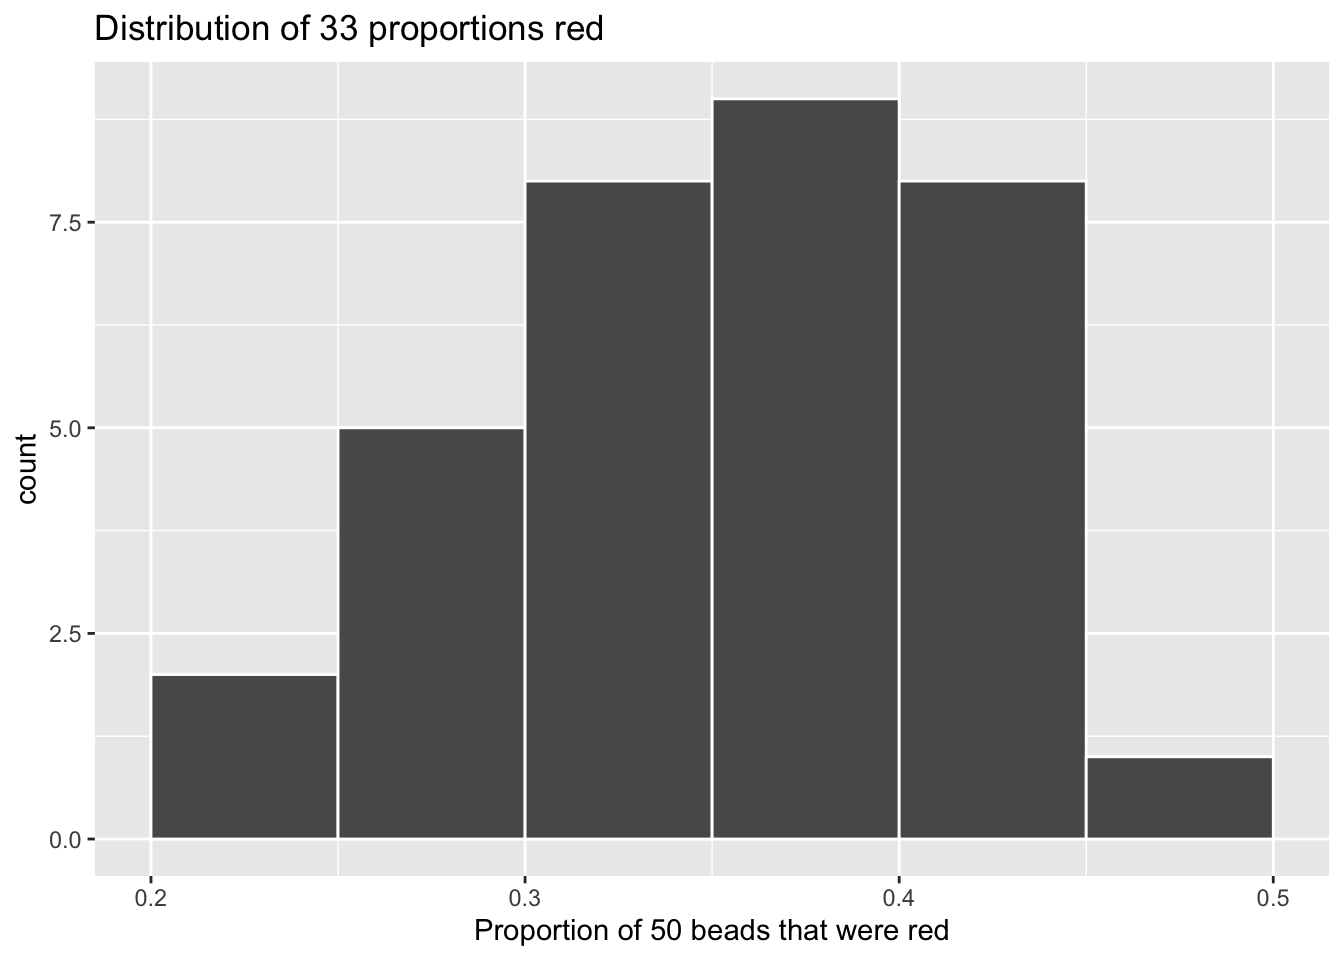 Distribution of 33 proportions red
count
7.5
5.0
2.5
0.0
0.2 0.3 0.4 0.5
Proportion of 50 beads that were red